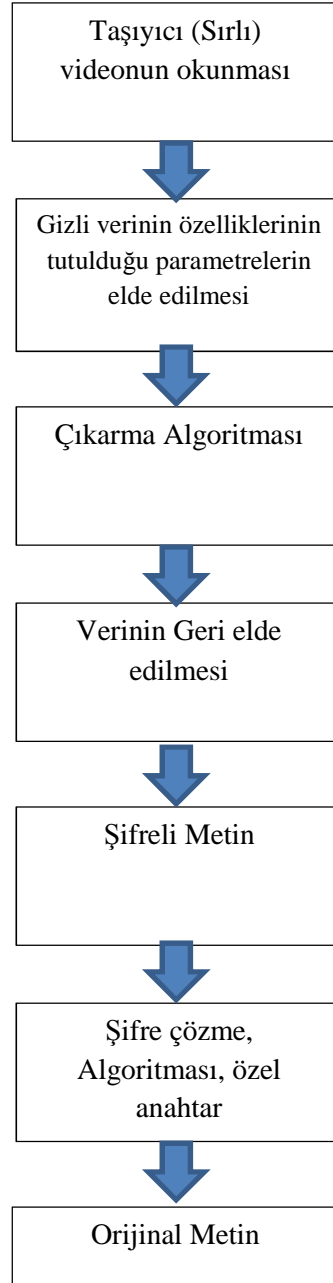 Taşıyıcı (Sırlı)
videonun okunması
Gizli verinin özelliklerinin
tutulduğu parametrelerin
elde edilmesi
Çıkarma Algoritması
Verinin Geri elde
edilmesi
Şifreli Metin
Şifre çözme,
Algoritması, özel
anahtar
Orijinal Metin